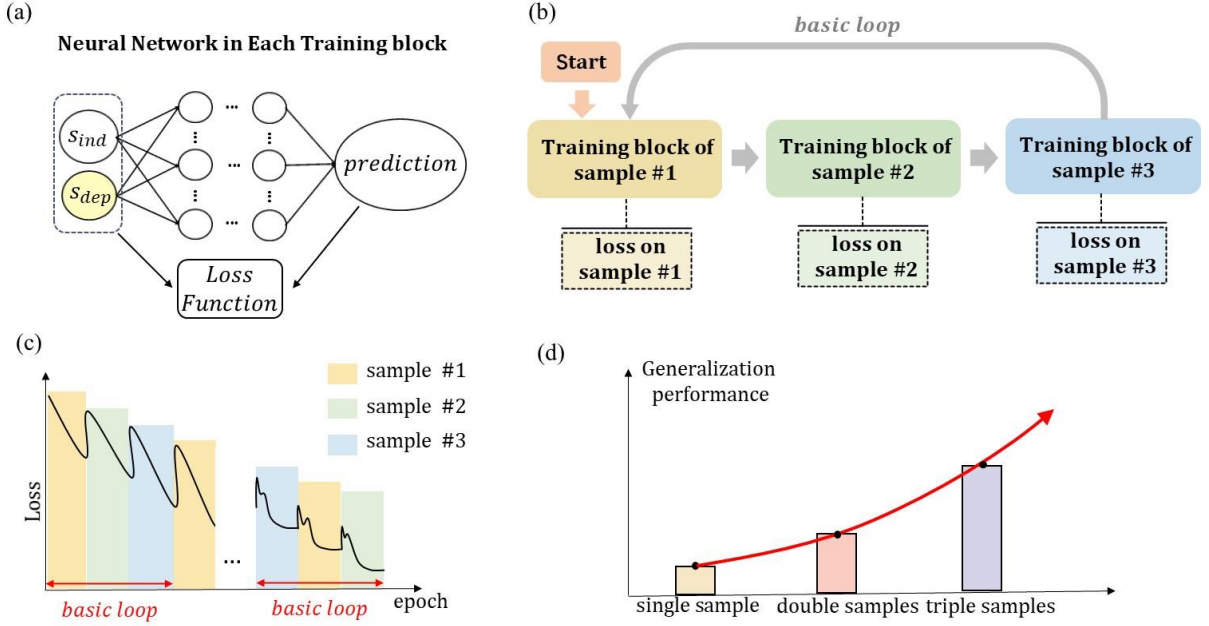 (a)
Neural Network in Each Training block
s_ind
s_dep
...
...
...
prediction
Loss
Function
(b)
basic loop
Start
Training block of
sample #1
Training block of
sample #2
Training block of
sample #3
loss on
sample #1
loss on
sample #2
loss on
sample #3
(c)
sample #1
sample #2
sample #3
Loss
...
epoch
basic loop
basic loop
(d)
Generalization
performance
single sample
double samples
triple samples